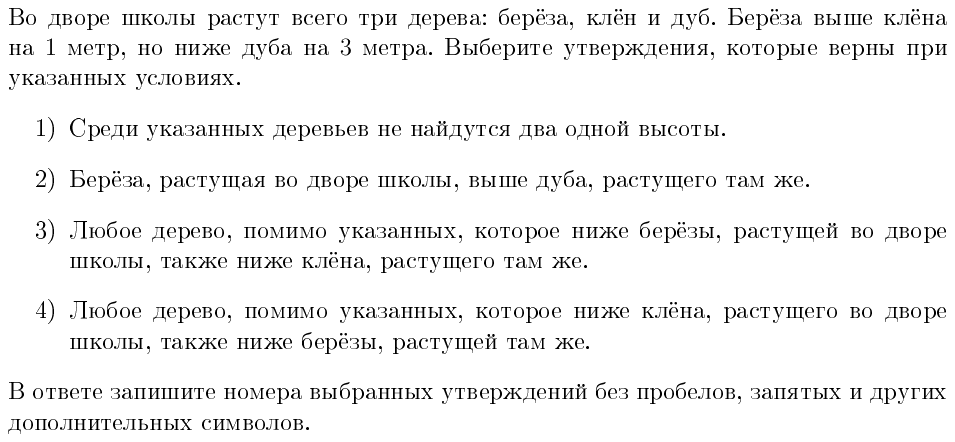 Во дворе школы растут всего три дерева: берёза, клён и дуб. Берёза выше клёна
на 1 метр, но ниже дуба на 3 метра. Выберите утверждения, которые верны при
указанных условиях.
1) Среди указанных деревьев не найдутся два одной высоты.
2) Берёза, растущая во дворе школы, выше дуба, растущего там же.
3) Любое дерево, помимо указанных, которое ниже берёзы, растущей во дворе
школы, также ниже клёна, растущего там же.
4) Любое дерево, помимо указанных, которое ниже клёна, растущего во дворе
школы, также ниже берёзы, растущей там же.
В ответе запишите номера выбранных утверждений без пробелов, запятых и других
дополнительных символов.